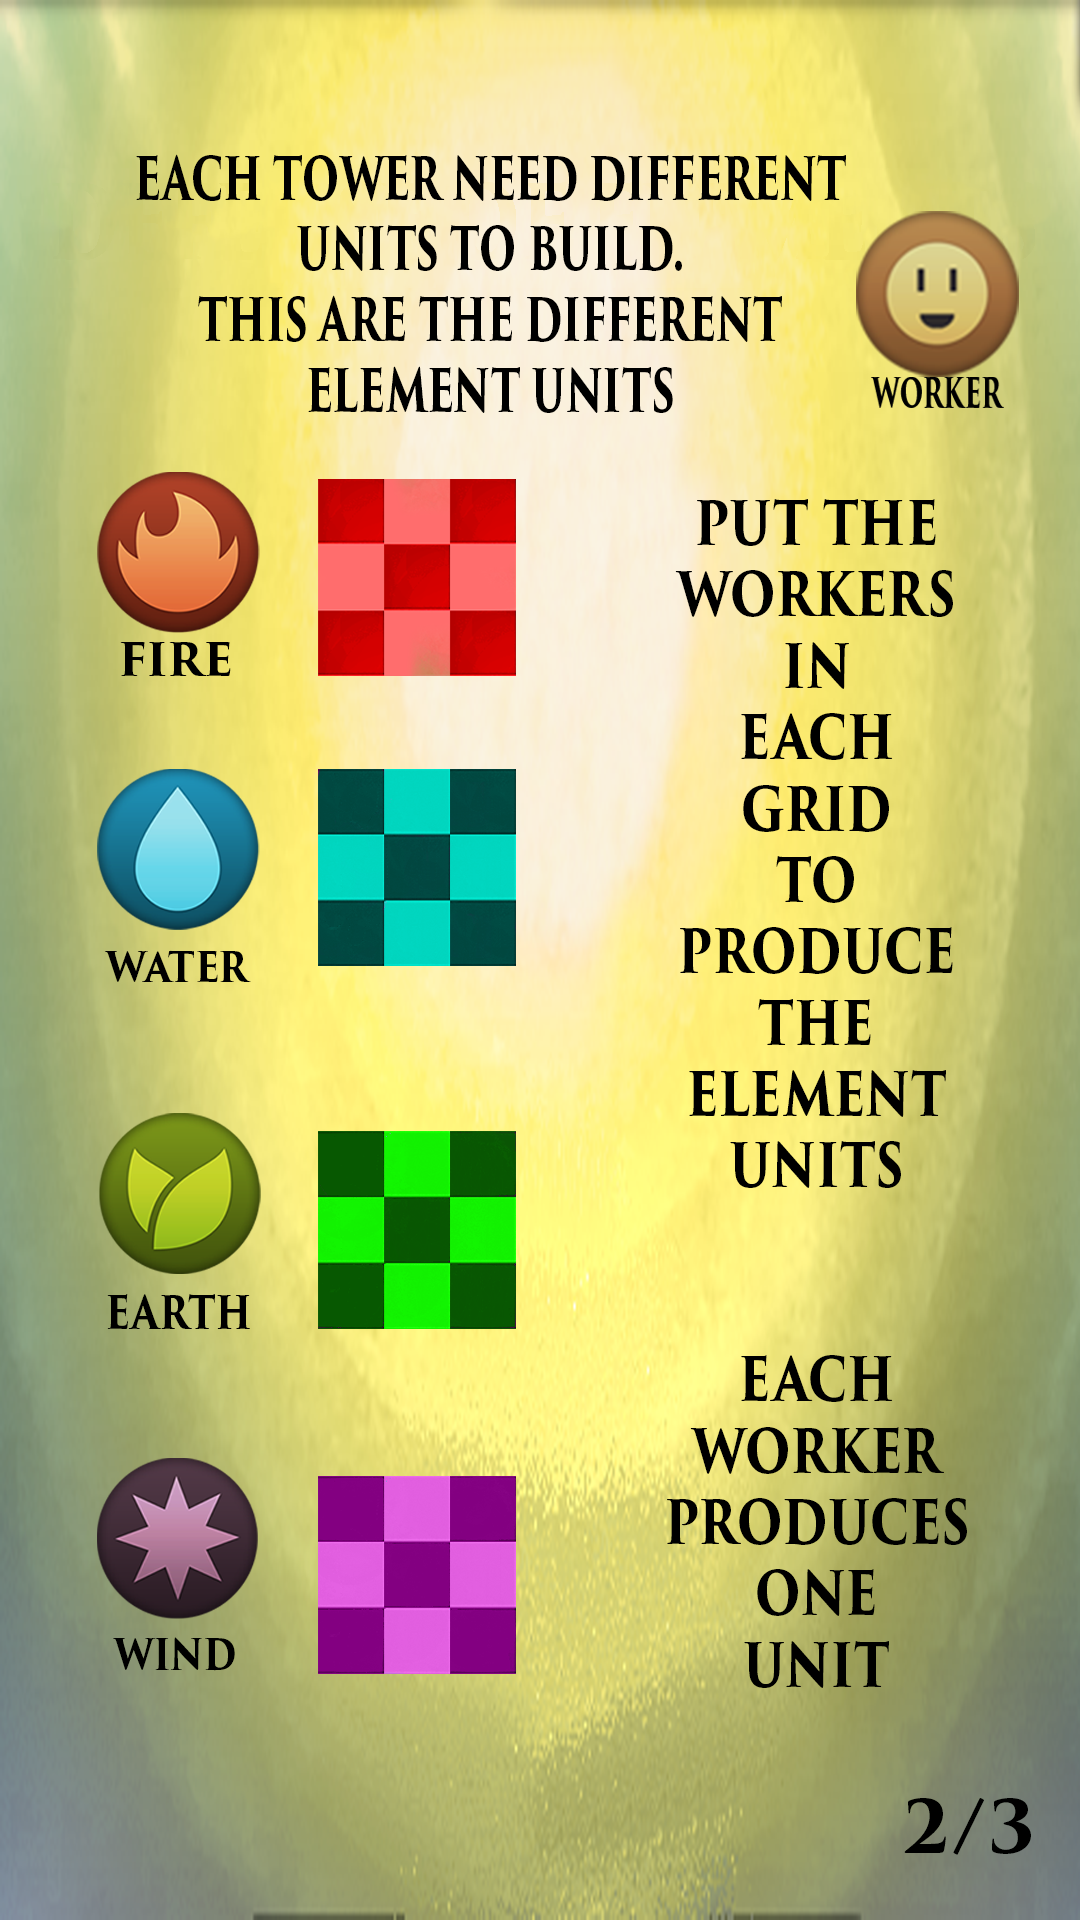 EACH TOWER NEED DIFFERENT
UNITS TO BUILD.
THIS ARE THE DIFFERENT
ELEMENT UNITS
WORKER
FIRE
WATER
EARTH
WIND
PUT THE
WORKERS
IN
EACH
GRID
TO
PRODUCE
THE
ELEMENT
UNITS
EACH
WORKER
PRODUCES
ONE
UNIT
2/3